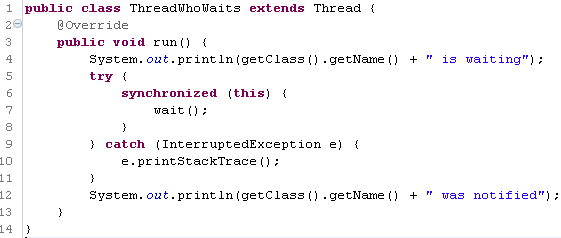 1 public class ThreadWhoWaits extends Thread {
2 @Override
3 public void run() {
4 System.out.println(getClass().getName() + " is waiting");
5 try {
6 synchronized (this) {
7 wait();
8 }
9 } catch (InterruptedException e) {
10 e.printStackTrace();
11 }
12 System.out.println(getClass().getName() + " was notified");
13 }
14 }